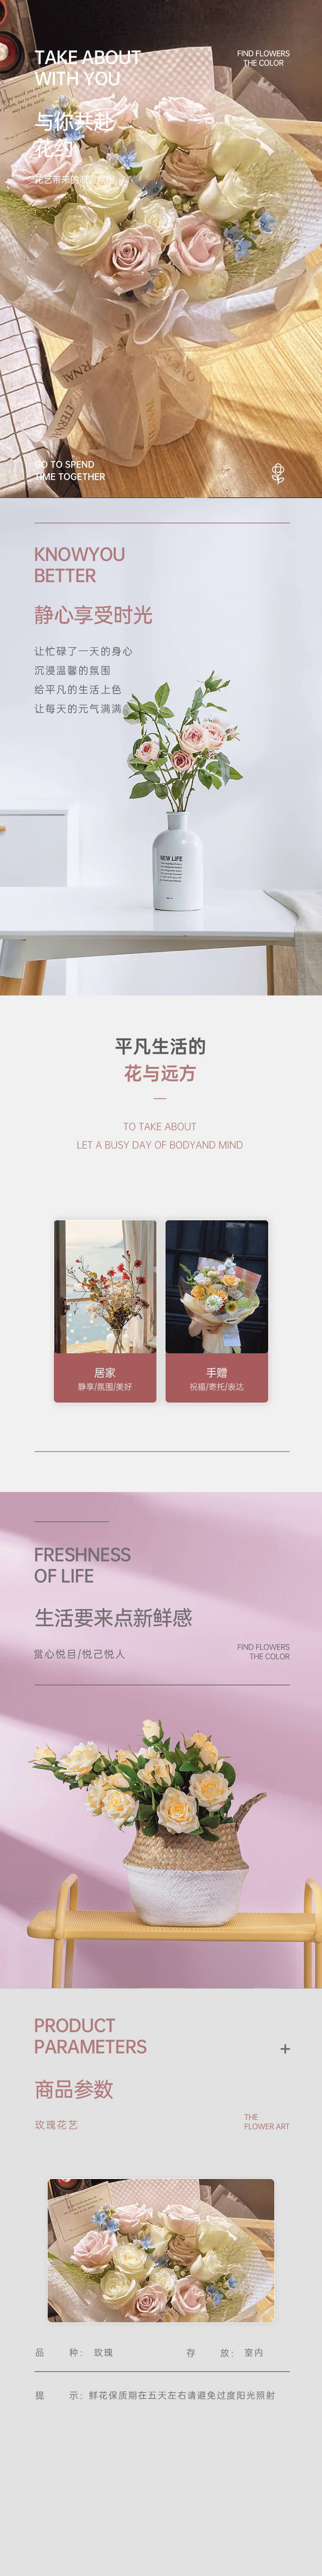 TAKE ABOUT
WITH YOU
FIND FLOWERS
THE COLOR
与你共赴
花约
GO TO SPEND
TIME TOGETHER
KNOWYOU
BETTER
静心享受时光
让忙碌了一天的身心
沉浸温馨的氛围
给平凡的生活上色
让每天的元气满满
NEW LIFE
平凡生活的
花与远方
TO TAKE ABOUT
LET A BUSY DAY OF BODYAND MIND
居家
静享/氛围/美好
手赠
祝福/寄托/表达
FRESHNESS
OF LIFE
生活要来点新鲜感
赏心悦目/悦己悦人
FIND FLOWERS
THE COLOR
PRODUCT
PARAMETERS
商品参数
玫瑰花艺
THE
FLOWER ART
品 种: 玫瑰
存 放: 室内
提 示: 鲜花保质期在五天左右请避免过度阳光照射